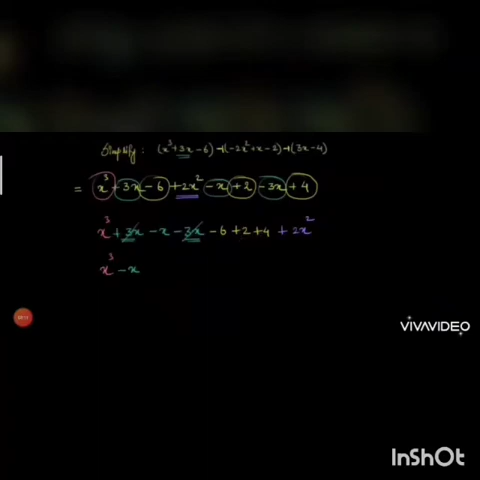 Simplify: (x³+3x-6)-(-2x²+x-2)-(3x-4)
= x³+3x-6+2x²-x+2-3x+4
x³+3x-x-3x-6+2+4+2x²
x³-x
VIVAVIDEO
InShOt